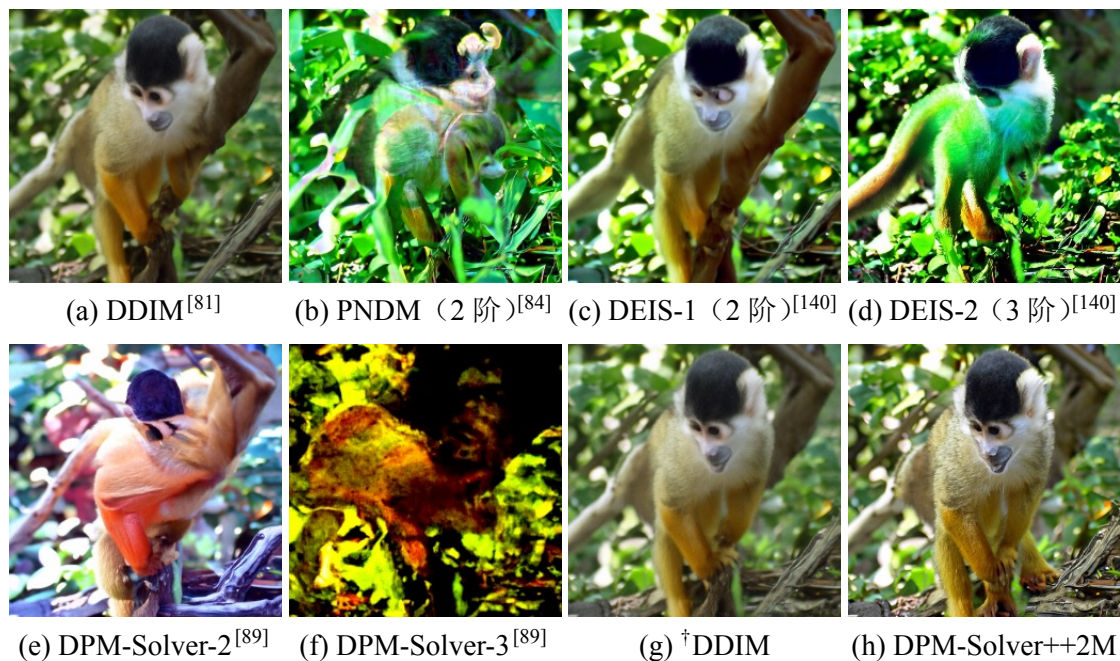 (a) DDIM[81] (b) PNDM（2 阶）[84] (c) DEIS-1（2 阶）[140] (d) DEIS-2（3 阶）[140]
(e) DPM-Solver-2[89] (f) DPM-Solver-3[89] (g) †DDIM (h) DPM-Solver++2M